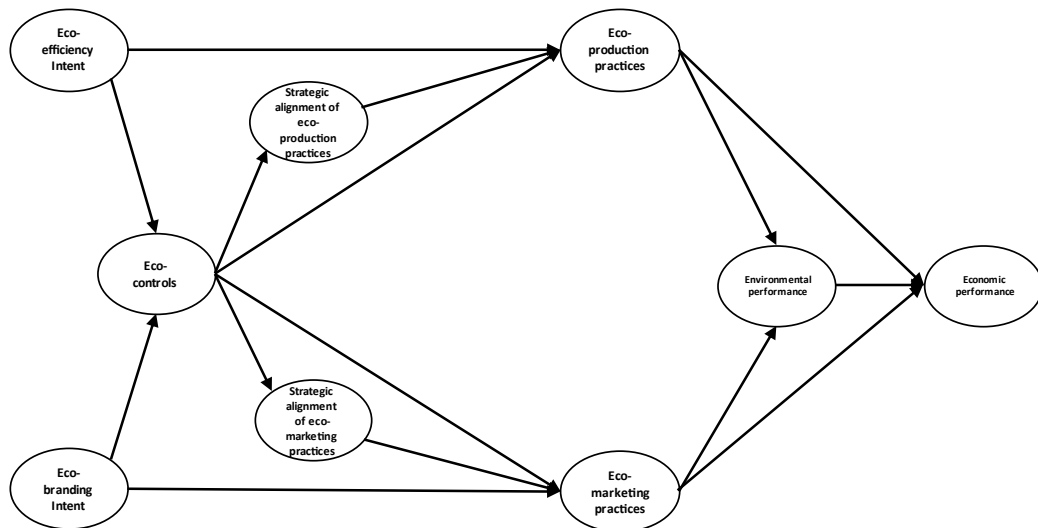 Eco-
efficiency
Intent
Eco-
production
practices
Strategic
alignment of
eco-
production
practices
Eco-
controls
Environmental
performance
Economic
performance
Strategic
alignment
of eco-
marketing
practices
Eco-
branding
Intent
Eco-
marketing
practices